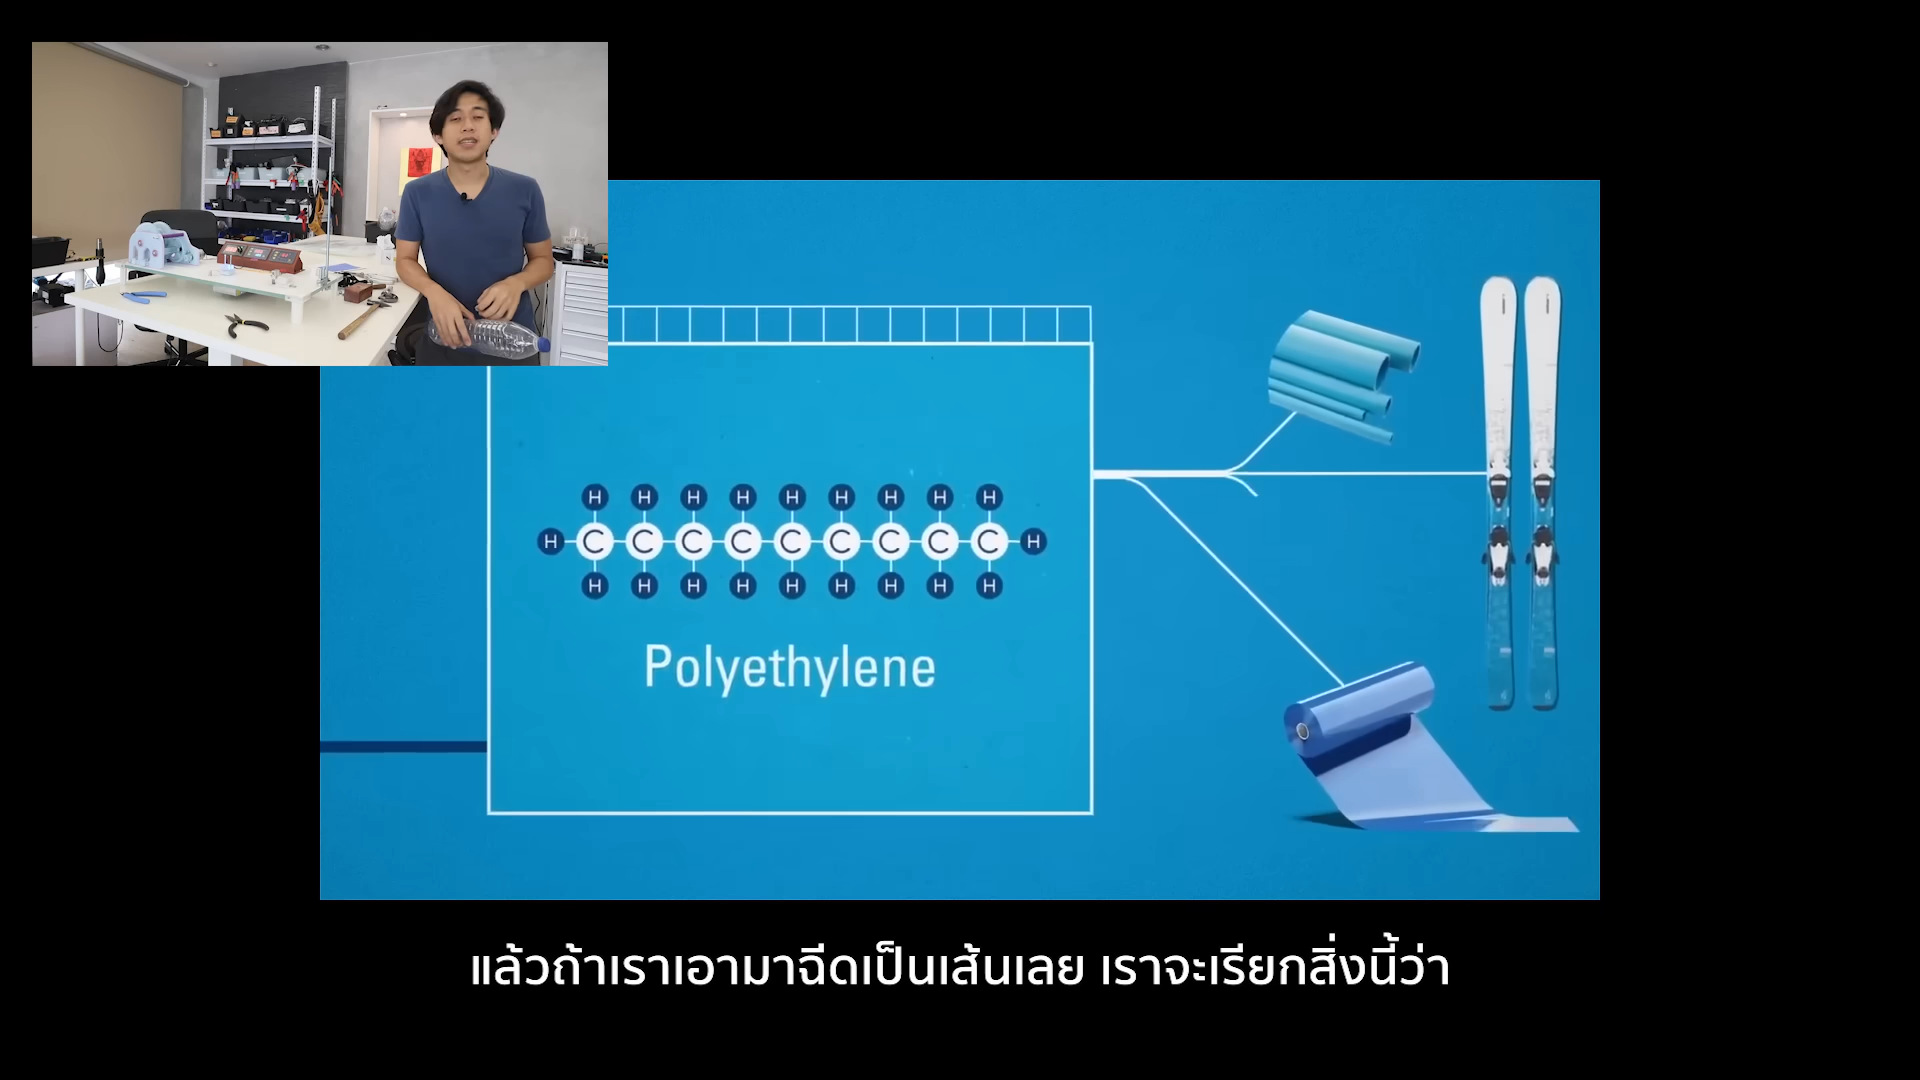 H H H H H H H H H
H C C C C C C C C C H
H H H H H H H H H
Polyethylene
แล้วถ้าเราเอามาฉีดเป็นเส้นเลย เราจะเรียกสิ่งนี้ว่า